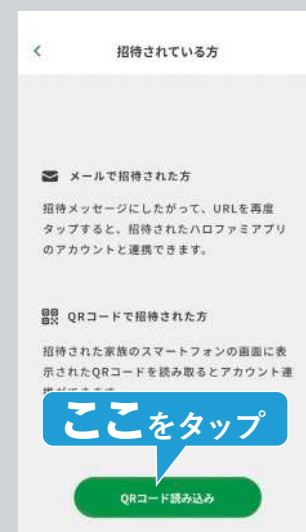 招待されている方
メールで招待された方
招待メッセージにしたがって、URLを再度
タップすると、招待されたハロファミアプリ
のアカウントと連携できます。
QRコードで招待された方
招待された家族のスマートフォンの画面に表
示されたQRコードを読み取るとアカウント連
ここをタップ
QRコード読み込み